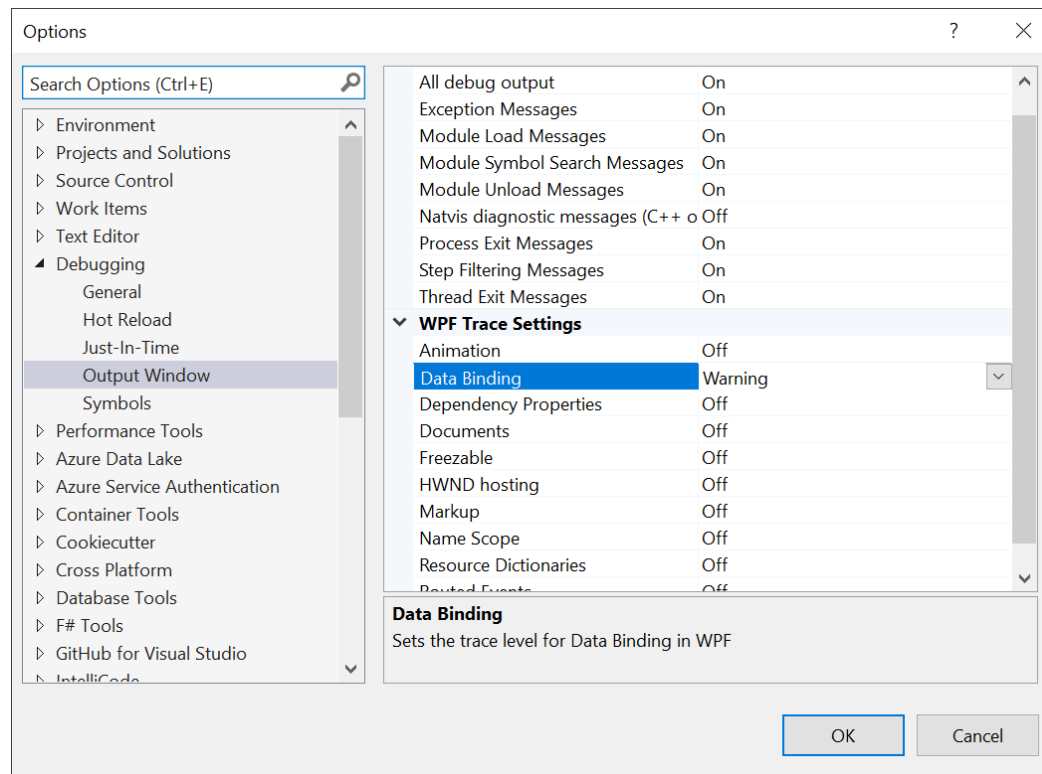 Options
?
Search Options (Ctrl+E)
Environment
Projects and Solutions
Source Control
Work Items
Text Editor
Debugging
General
Hot Reload
Just-In-Time
Output Window
Symbols
Performance Tools
Azure Data Lake
Azure Service Authentication
Container Tools
Cookiecutter
Cross Platform
Database Tools
F# Tools
GitHub for Visual Studio
IntelliCode
All debug output On
Exception Messages On
Module Load Messages On
Module Symbol Search Messages On
Module Unload Messages On
Natvis diagnostic messages (C++ o Off
Process Exit Messages On
Step Filtering Messages On
Thread Exit Messages On
WPF Trace Settings
Animation Off
Data Binding Warning
Dependency Properties Off
Documents Off
Freezable Off
HWND hosting Off
Markup Off
Name Scope Off
Resource Dictionaries Off
Routed Events Off
Data Binding
Sets the trace level for Data Binding in WPF
OK Cancel